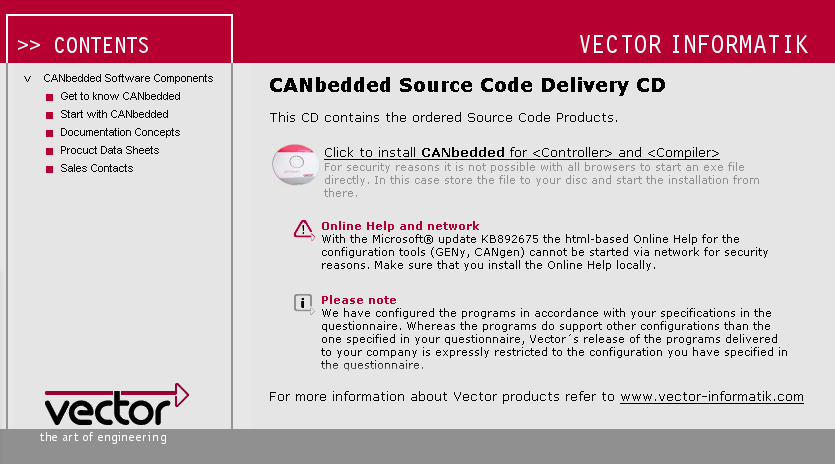 >> CONTENTS
VECTOR INFORMATIK
v CANbedded Software Components
Get to know CANbedded
Start with CANbedded
Documentation Concepts
Procuct Data Sheets
Sales Contacts
CANbedded Source Code Delivery CD
This CD contains the ordered Source Code Products.
Click to install CANbedded for <Controller> and <Compiler>
For security reasons it is not possible with all browsers to start an exe file
directly. In this case store the file to your disc and start the installation from
there.
Online Help and network
With the Microsoft® update KB892675 the html-based Online Help for the
configuration tools (GENy, CANgen) cannot be started via network for security
reasons. Make sure that you install the Online Help locally.
Please note
We have configured the programs in accordance with your specifications in the
questionnaire. Whereas the programs do support other configurations than the
one specified in your questionnaire, Vector´s release of the programs delivered
to your company is expressly restricted to the configuration you have specified in
the questionnaire.
For more information about Vector products refer to www.vector-informatik.com
vector
the art of engineering